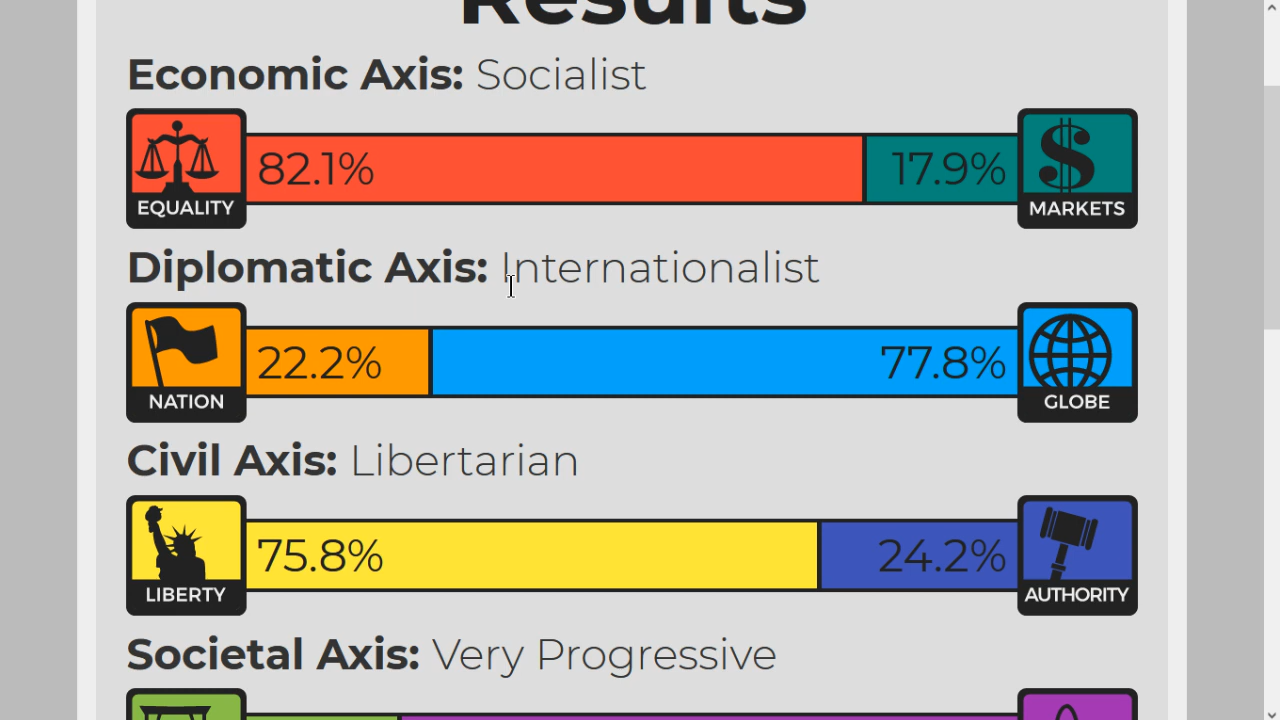 Results
Economic Axis: Socialist
82.1% 17.9%
EQUALITY MARKETS
Diplomatic Axis: Internationalist
22.2% 77.8%
NATION GLOBE
Civil Axis: Libertarian
75.8% 24.2%
LIBERTY AUTHORITY
Societal Axis: Very Progressive